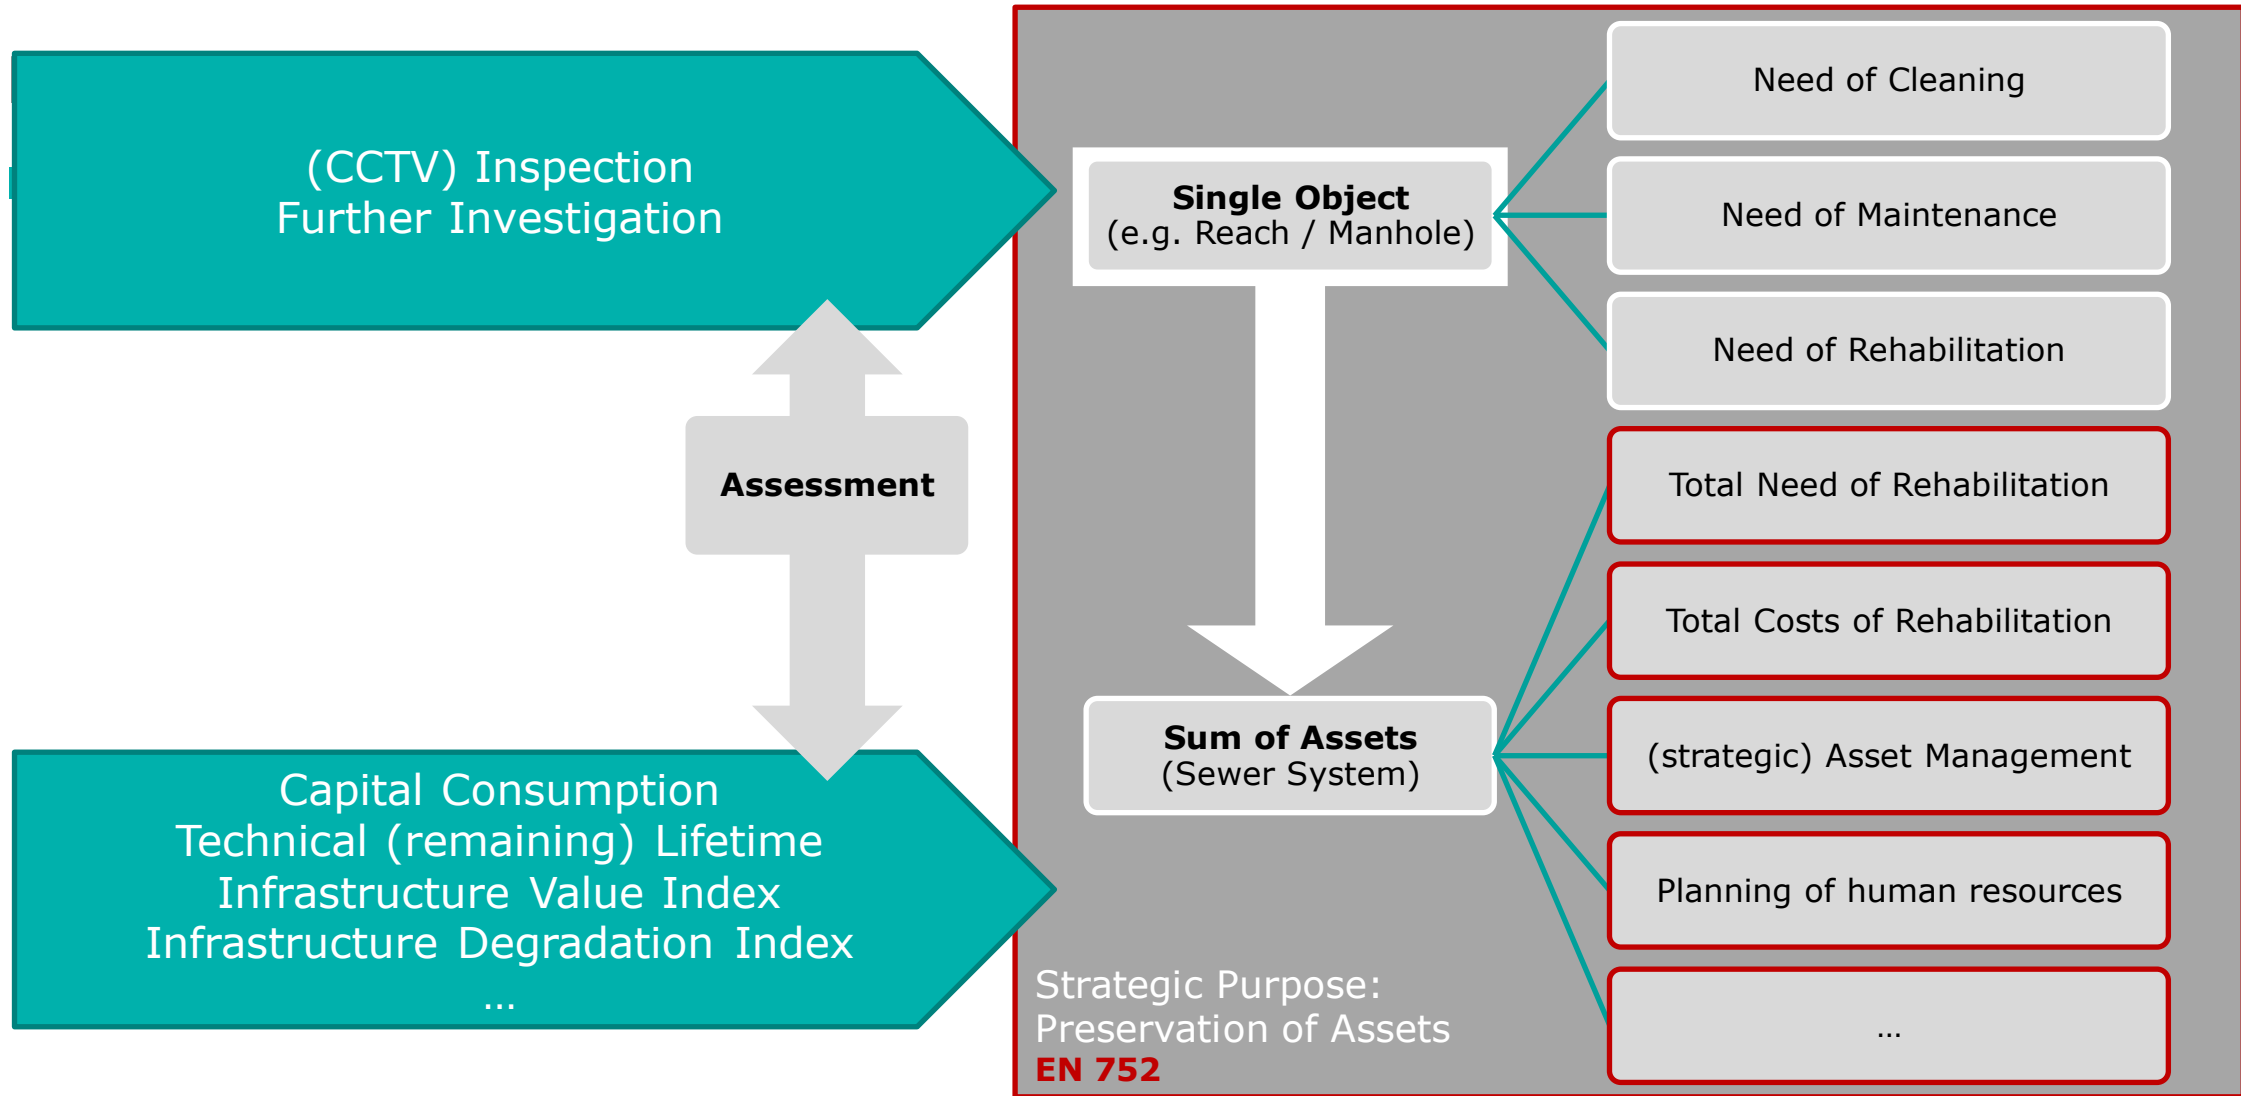 (CCTV) Inspection
Further Investigation
Assessment
Capital Consumption
Technical (remaining) Lifetime
Infrastructure Value Index
Infrastructure Degradation Index
…
Single Object
(e.g. Reach / Manhole)
Need of Cleaning
Need of Maintenance
Need of Rehabilitation
Sum of Assets
(Sewer System)
Total Need of Rehabilitation
Total Costs of Rehabilitation
(strategic) Asset Management
Planning of human resources
…
Strategic Purpose:
Preservation of Assets
EN 752